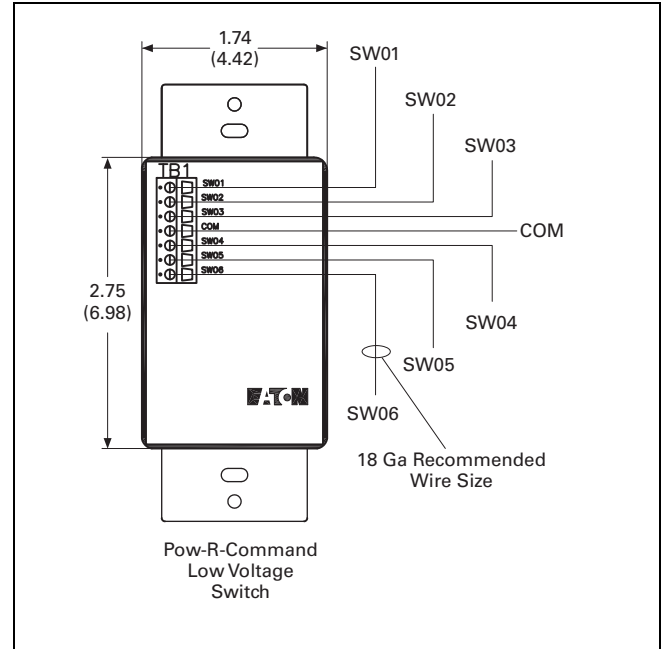 1.74
(4.42)
SW01
SW02
SW03
TB1
SW01
SW02
SW03
COM
SW04
SW05
SW06
COM
2.75
(6.98)
SW04
SW05
SW06
EATON
18 Ga Recommended
Wire Size
Pow-R-Command
Low Voltage
Switch